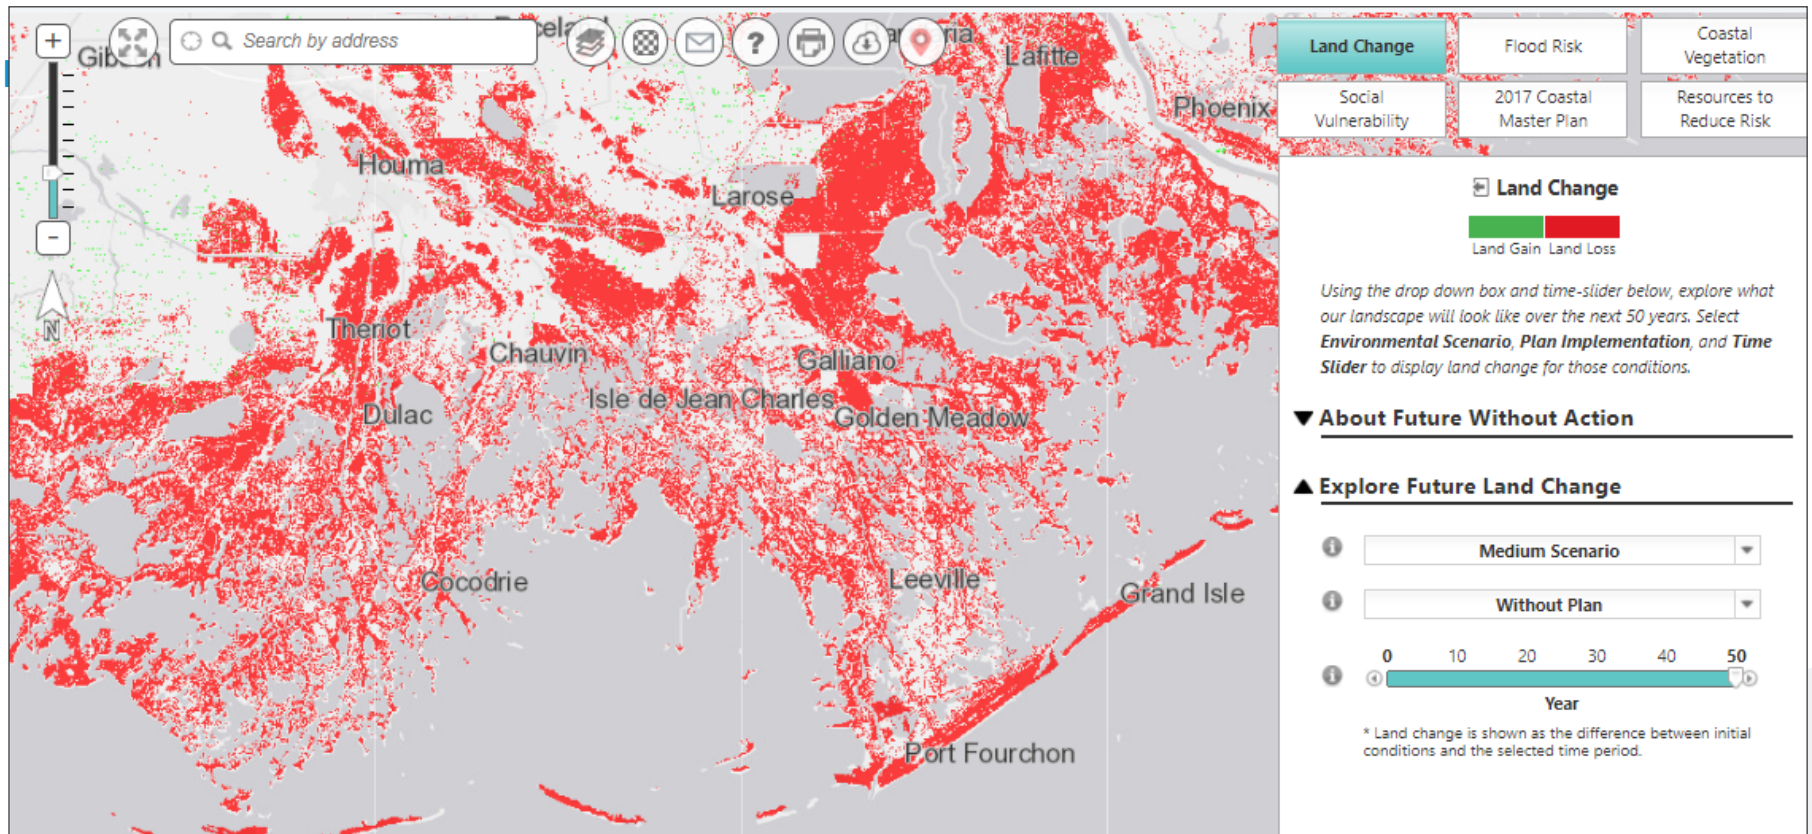 +
Search by address
?
Gib
n
cela
ria
Lafitte
Phoenix
Houma
Larose
Theriot
Chauvin
Galliano
Isle de Jean Charles
Dulac
Golden Meadow
Cocodrie
Leeville
Grand Isle
Port Fourchon
−
N
Land Change
Flood Risk
Coastal
Vegetation
Social
Vulnerability
2017 Coastal
Master Plan
Resources to
Reduce Risk
Land Change
Land Gain Land Loss
Using the drop down box and time-slider below, explore what
our landscape will look like over the next 50 years. Select
Environmental Scenario, Plan Implementation, and Time
Slider to display land change for those conditions.
About Future Without Action
Explore Future Land Change
Medium Scenario
Without Plan
0 10 20 30 40 50
Year
* Land change is shown as the difference between initial
conditions and the selected time period.